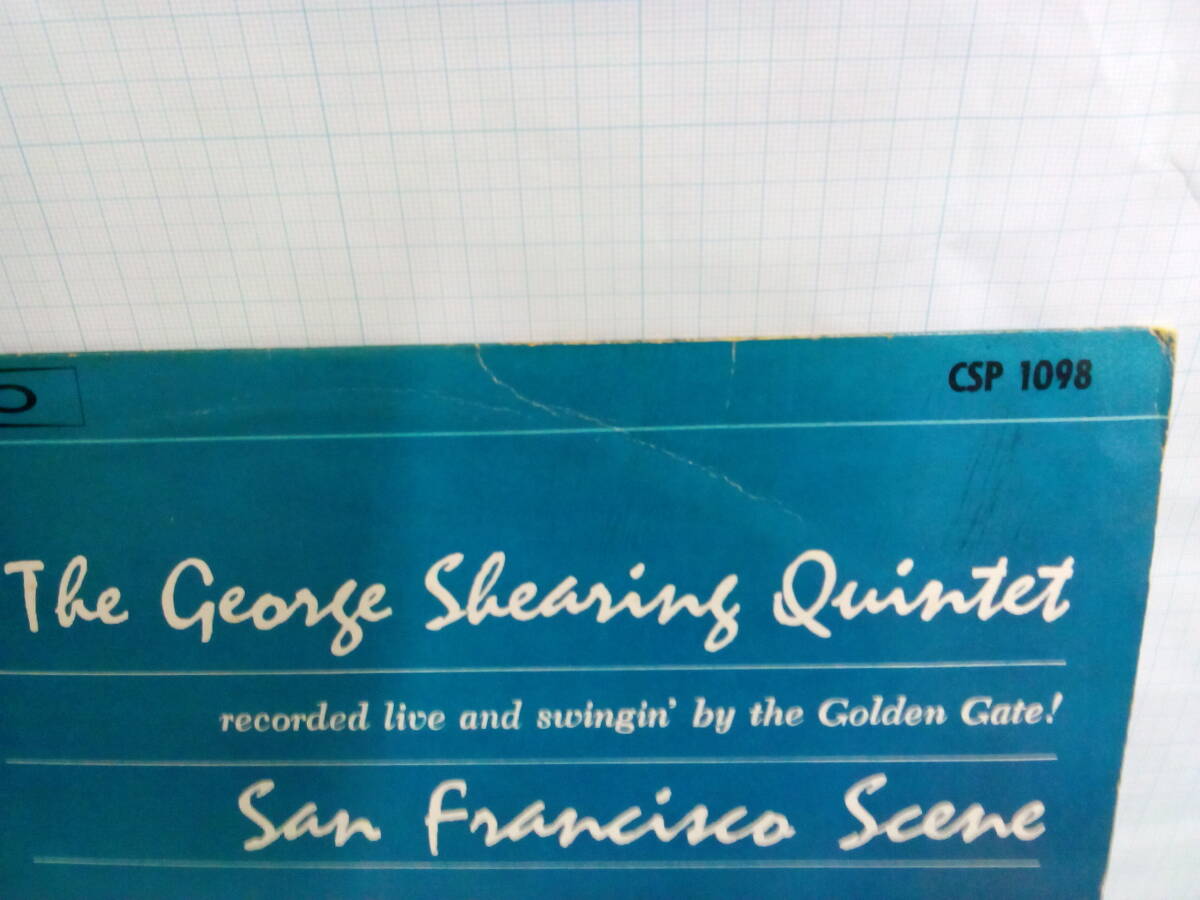 CSP 1098
The George Shearing Quintet
recorded live and swingin' by the Golden Gate!
San Francisco Scene